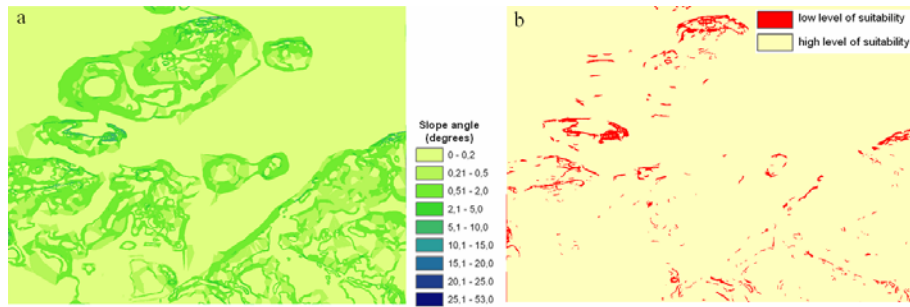 a
Slope angle
(degrees)
0 - 0,2
0,21 - 0,5
0,51 - 2,0
2,1 - 5,0
5,1 - 10,0
10,1 - 15,0
15,1 - 20,0
20,1 - 25,0
25,1 - 53,0
b
low level of suitability
high level of suitability